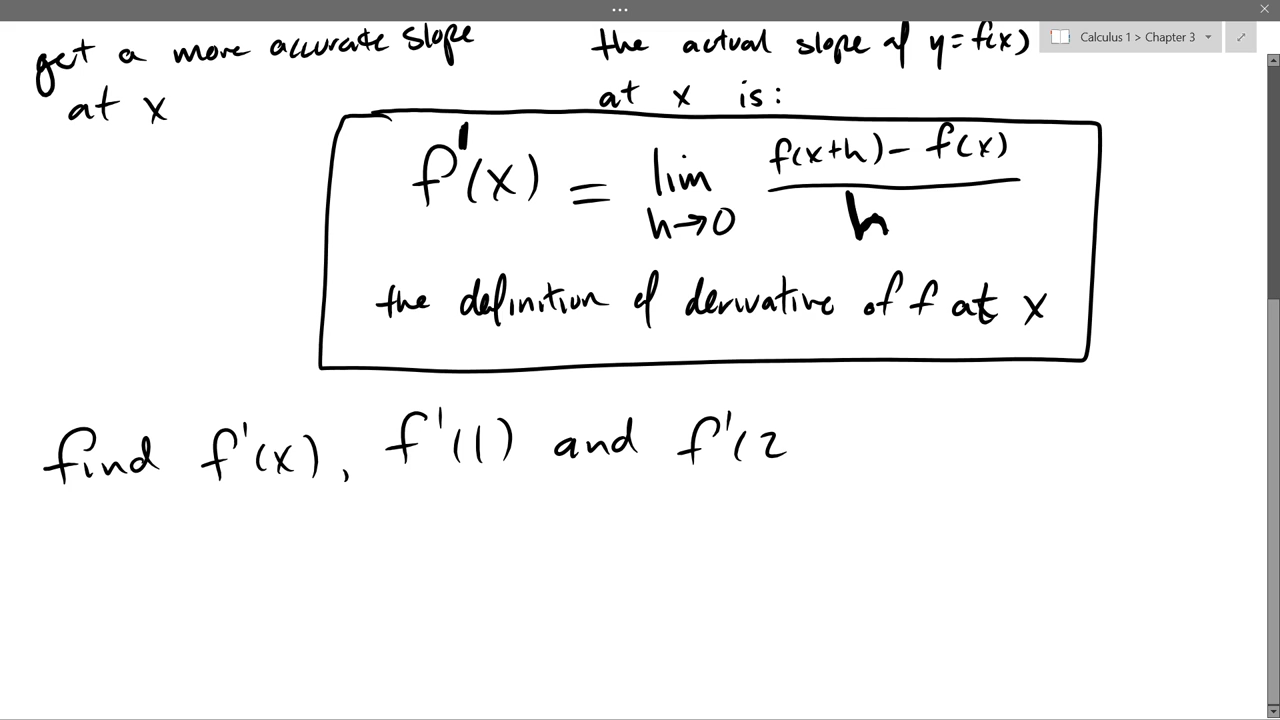 ...
Calculus 1 > Chapter 3
get a more accurate slope
at x
the actual slope of y = f(x)
at x is:
f'(x) = lim h→0 f(x+h) - f(x) / h
the definition of derivative of f at x
find f'(x), f'(1) and f'(2